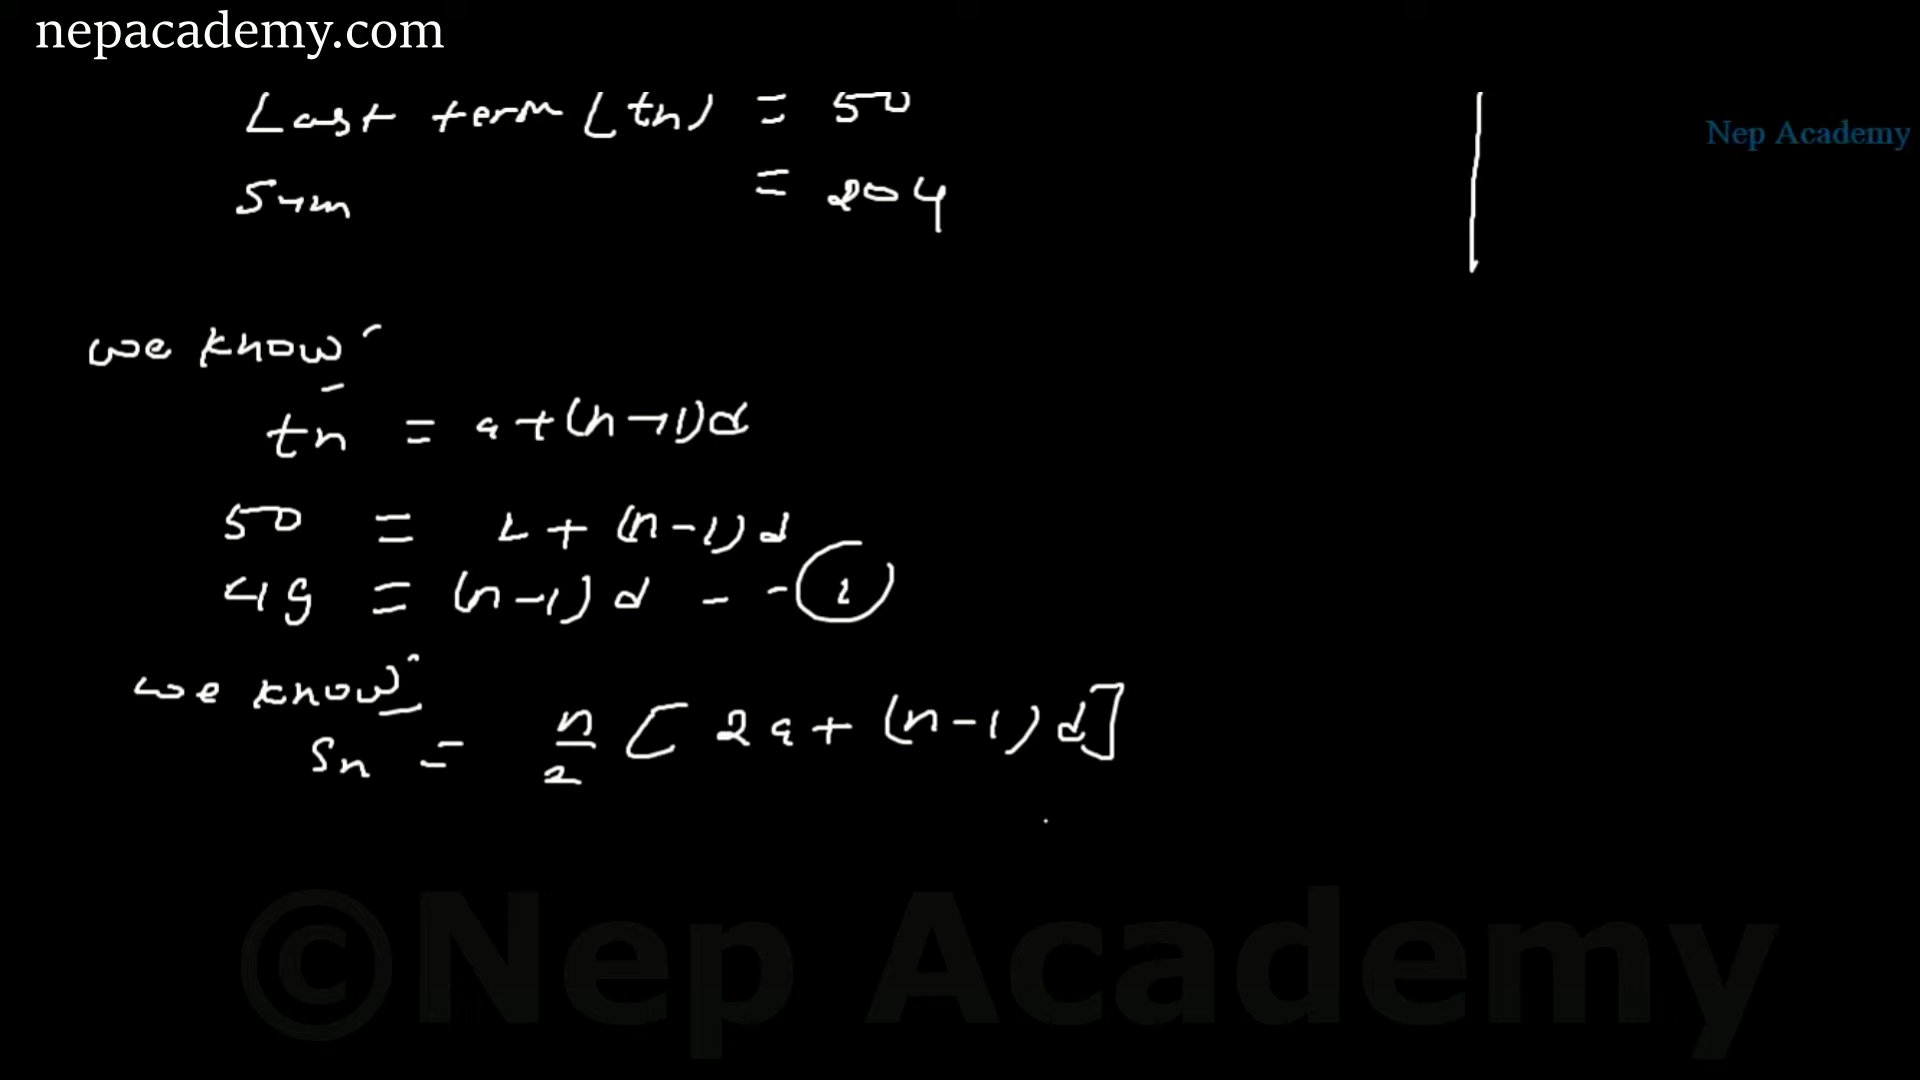 nepacademy.com
Last term (tn) = 50
Nep Academy
Sum = 204
we know
tn = a+(n-1)d
50 = 1 + (n-1)d
49 = (n-1)d - - 1
we know
Sn = n/2 [2a + (n-1)d]
©Nep Academy